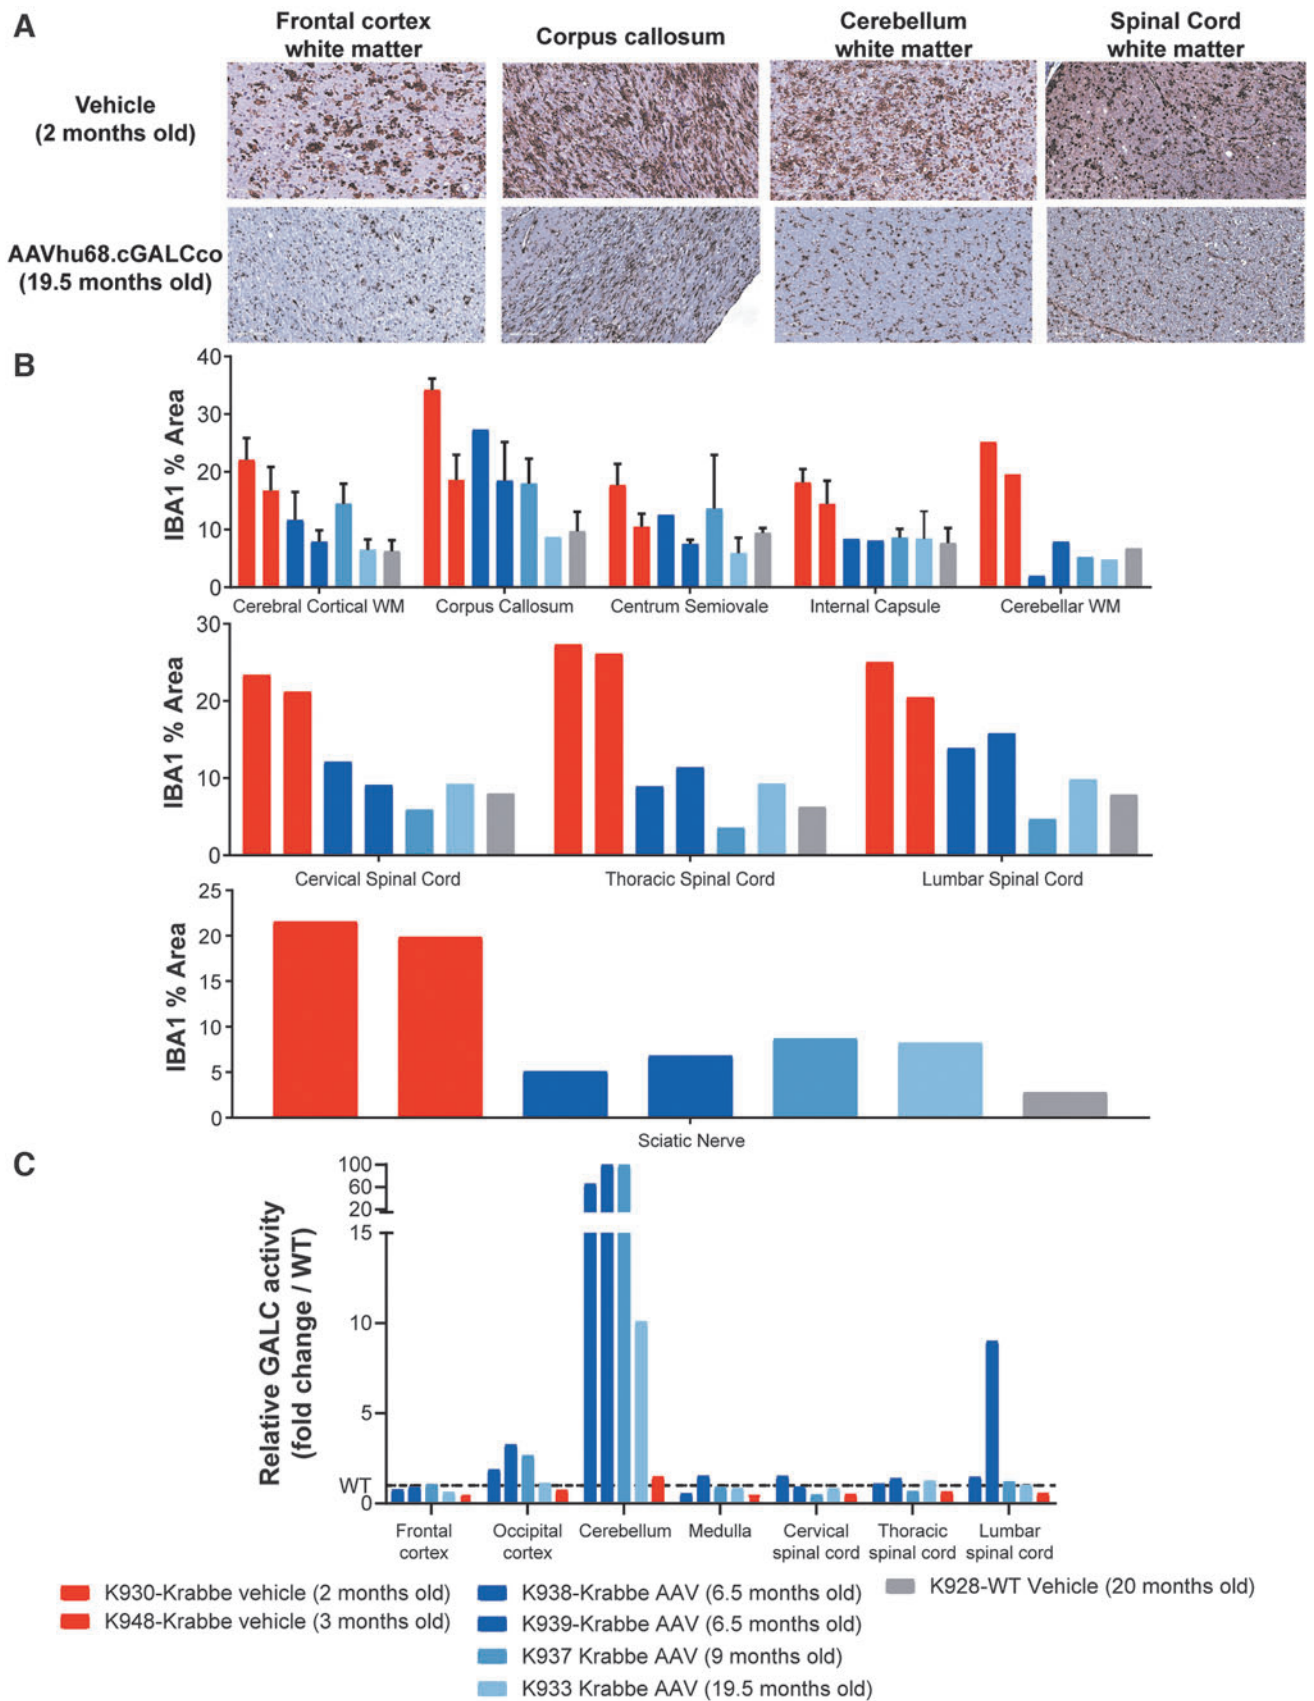 A
Frontal cortex
white matter
Corpus callosum
Cerebellum
white matter
Spinal Cord
white matter
Vehicle
(2 months old)
AAVhu68.cGALCco
(19.5 months old)
B
IBA1 % Area
40
30
20
10
0
Cerebral Cortical WM
Corpus Callosum
Centrum Semiovale
Internal Capsule
Cerebellar WM
IBA1 % Area
30
20
10
0
Cervical Spinal Cord
Thoracic Spinal Cord
Lumbar Spinal Cord
IBA1 % Area
25
20
15
10
5
0
Sciatic Nerve
C
Relative GALC activity
(fold change / WT)
100
60
20
15
10
5
WT
0
Frontal
cortex
Occipital
cortex
Cerebellum
Medulla
Cervical
spinal cord
Thoracic
spinal cord
Lumbar
spinal cord
K930-Krabbe vehicle (2 months old)
K948-Krabbe vehicle (3 months old)
K938-Krabbe AAV (6.5 months old)
K939-Krabbe AAV (6.5 months old)
K937 Krabbe AAV (9 months old)
K933 Krabbe AAV (19.5 months old)
K928-WT Vehicle (20 months old)